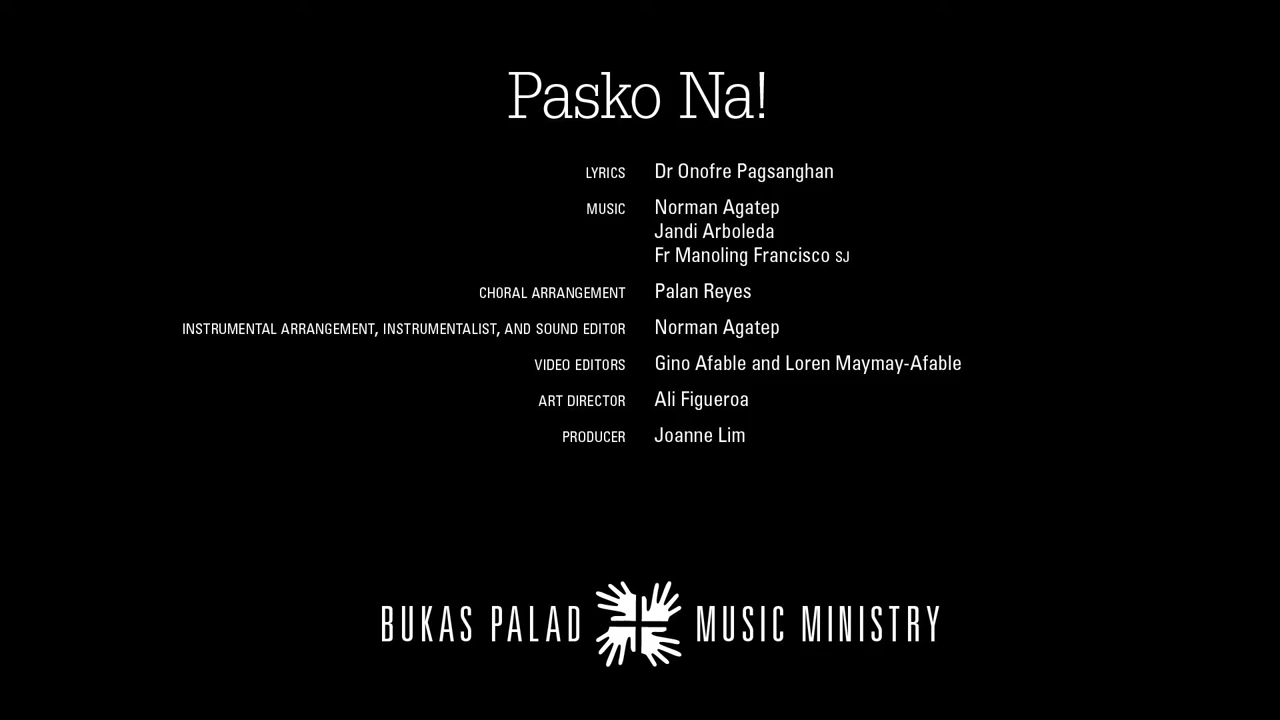 Pasko Na!
LYRICS Dr Onofre Pagsanghan
MUSIC Norman Agatep
Jandi Arboleda
Fr Manoling Francisco SJ
CHORAL ARRANGEMENT Palan Reyes
INSTRUMENTAL ARRANGEMENT, INSTRUMENTALIST, AND SOUND EDITOR Norman Agatep
VIDEO EDITORS Gino Afable and Loren Maymay-Afable
ART DIRECTOR Ali Figueroa
PRODUCER Joanne Lim
BUKAS PALAD MUSIC MINISTRY